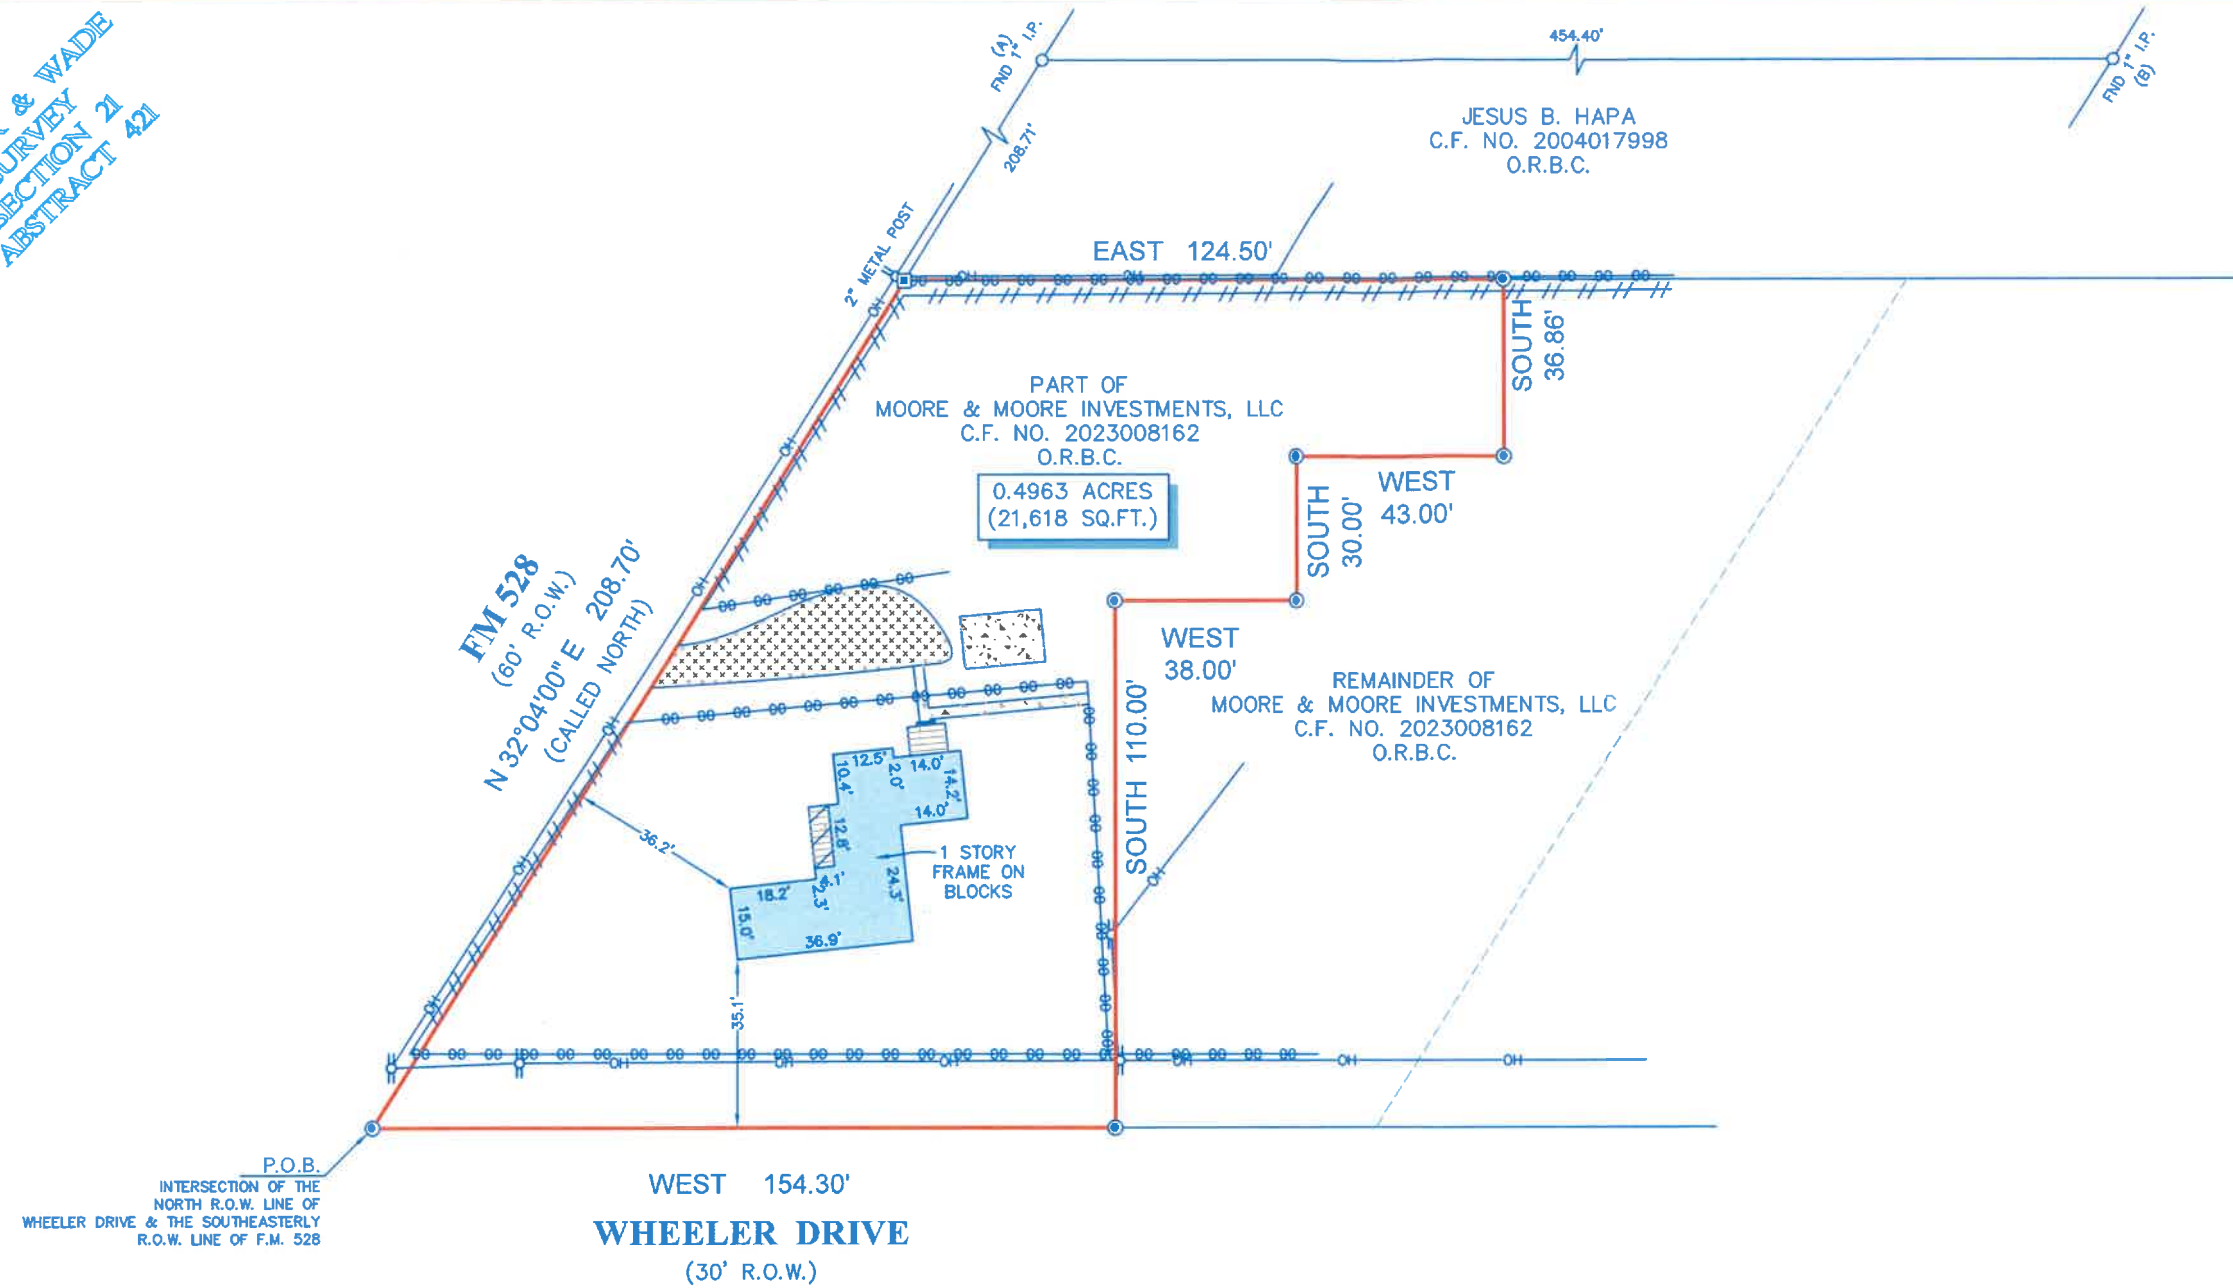 & WADE
SURVEY
SECTION 21
ABSTRACT 421
(A)
FND 1" I.P.
454.40'
FND 1" I.P.
(B)
208.71'
JESUS B. HAPA
C.F. NO. 2004017998
O.R.B.C.
2" METAL POST
EAST 124.50'
SOUTH
36.86'
PART OF
MOORE & MOORE INVESTMENTS, LLC
C.F. NO. 2023008162
O.R.B.C.
0.4963 ACRES
(21,618 SQ.FT.)
WEST
43.00'
SOUTH
30.00'
FM 528
(60' R.O.W.)
N 32°04'00" E 208.70'
(CALLED NORTH)
WEST
38.00'
SOUTH 110.00'
REMAINDER OF
MOORE & MOORE INVESTMENTS, LLC
C.F. NO. 2023008162
O.R.B.C.
12.5'
2.0'
14.0'
10.4'
14.2'
14.0'
12.8'
36.2'
1 STORY
FRAME ON
BLOCKS
18.2'
4.1'
2.3'
24.3'
15.0'
36.9'
35.1'
OH OH OH OH OH OH
P.O.B.
INTERSECTION OF THE
NORTH R.O.W. LINE OF
WHEELER DRIVE & THE SOUTHEASTERLY
R.O.W. LINE OF F.M. 528
WEST 154.30'
WHEELER DRIVE
(30' R.O.W.)